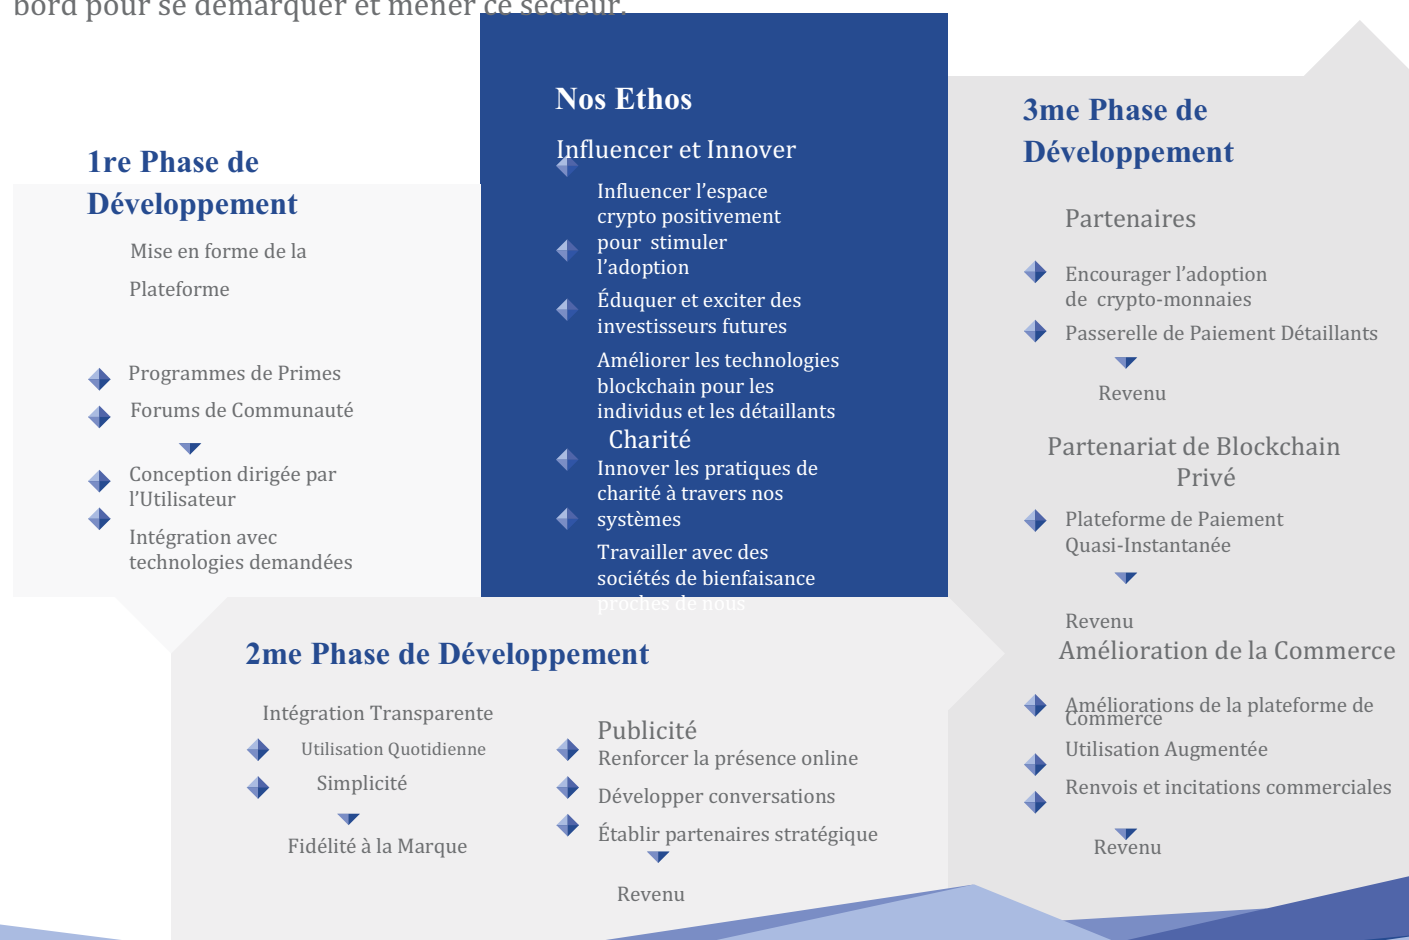 bord pour se démarquer et mener ce secteur.
1re Phase de
Développement
Mise en forme de la
Plateforme
Programmes de Primes
Forums de Communauté
Conception dirigée par
l’Utilisateur
Intégration avec
technologies demandées
Nos Ethos
Influencer et Innover
Influencer l’espace
crypto positivement
pour stimuler
l’adoption
Éduquer et exciter des
investisseurs futures
Améliorer les technologies
blockchain pour les
individus et les détaillants
Charité
Innover les pratiques de
charité à travers nos
systèmes
Travailler avec des
sociétés de bienfaisance
proches de nous
2me Phase de Développement
Intégration Transparente
Utilisation Quotidienne
Simplicité
Fidélité à la Marque
Publicité
Renforcer la présence online
Développer conversations
Établir partenaires stratégique
Revenu
3me Phase de
Développement
Partenaires
Encourager l’adoption
de crypto-monnaies
Passerelle de Paiement Détaillants
Revenu
Partenariat de Blockchain
Privé
Plateforme de Paiement
Quasi-Instantanée
Revenu
Amélioration de la Commerce
Améliorations de la plateforme de
Commerce
Utilisation Augmentée
Renvois et incitations commerciales
Revenu